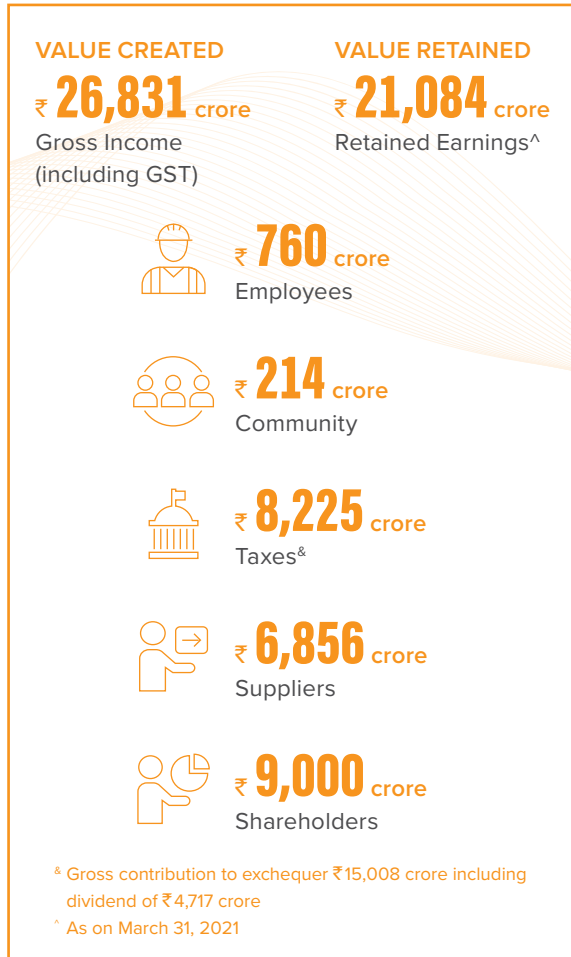 VALUE CREATED
₹ 26,831 crore
Gross Income
(including GST)
VALUE RETAINED
₹ 21,084 crore
Retained Earnings^
₹ 760 crore
Employees
₹ 214 crore
Community
₹ 8,225 crore
Taxes&
₹ 6,856 crore
Suppliers
₹ 9,000 crore
Shareholders
& Gross contribution to exchequer ₹15,008 crore including
dividend of ₹4,717 crore
^ As on March 31, 2021